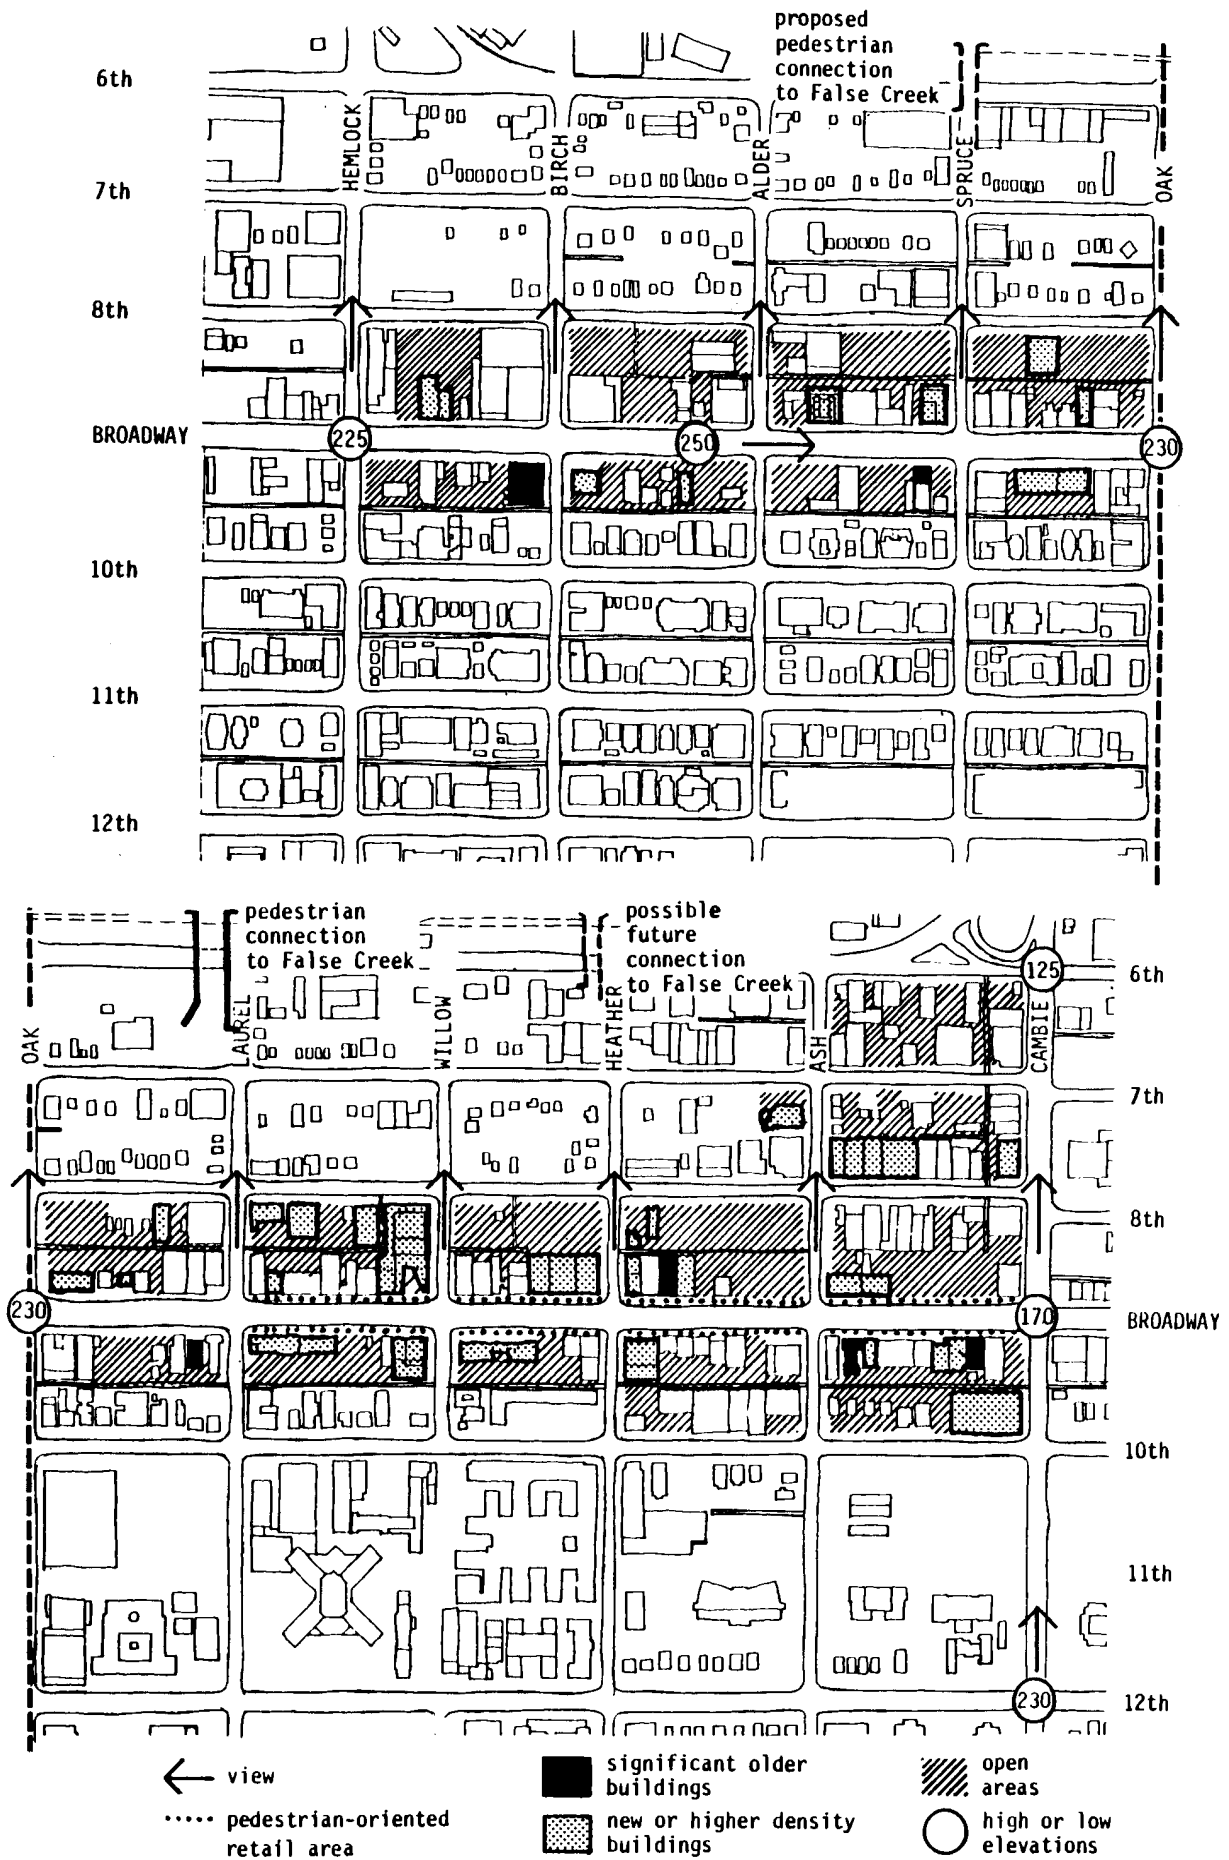 proposed
pedestrian
connection
to False Creek
6th
HEMLOCK
BIRCH
ALDER
SPRUCE
OAK
7th
8th
BROADWAY
225
250
230
10th
11th
12th
pedestrian
connection
to False Creek
possible
future
connection
to False Creek
125
6th
OAK
LAUREL
WILLOW
HEATHER
ASH
CAMBIE
7th
8th
230
170
BROADWAY
10th
11th
230
12th
view
pedestrian-oriented
retail area
significant older
buildings
new or higher density
buildings
open
areas
high or low
elevations